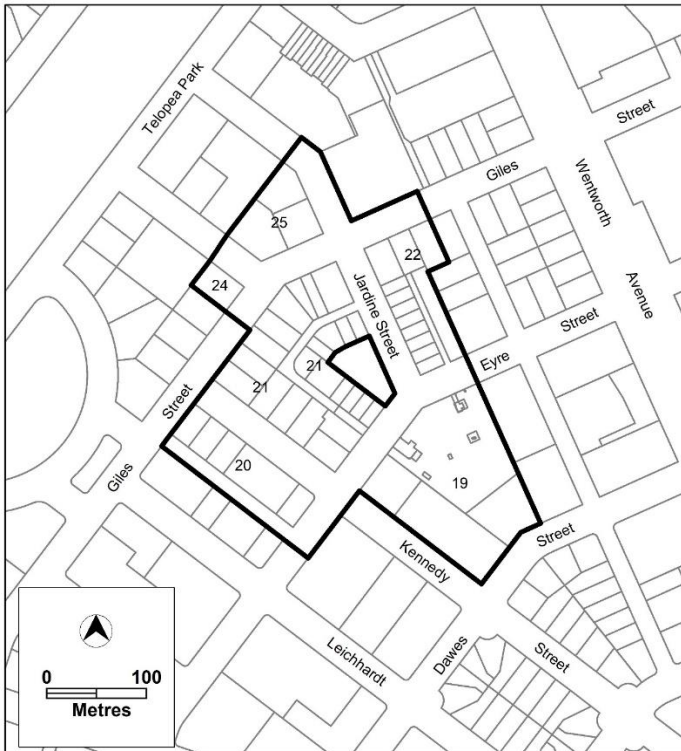 Telopea Park
Street
Giles
Wentworth
25
22
24
Jardine Street
Avenue
Street
Eyre
21
21
Street
20
19
Giles
Street
Kennedy
Leichhardt
Dawes
Street
0 100
Metres